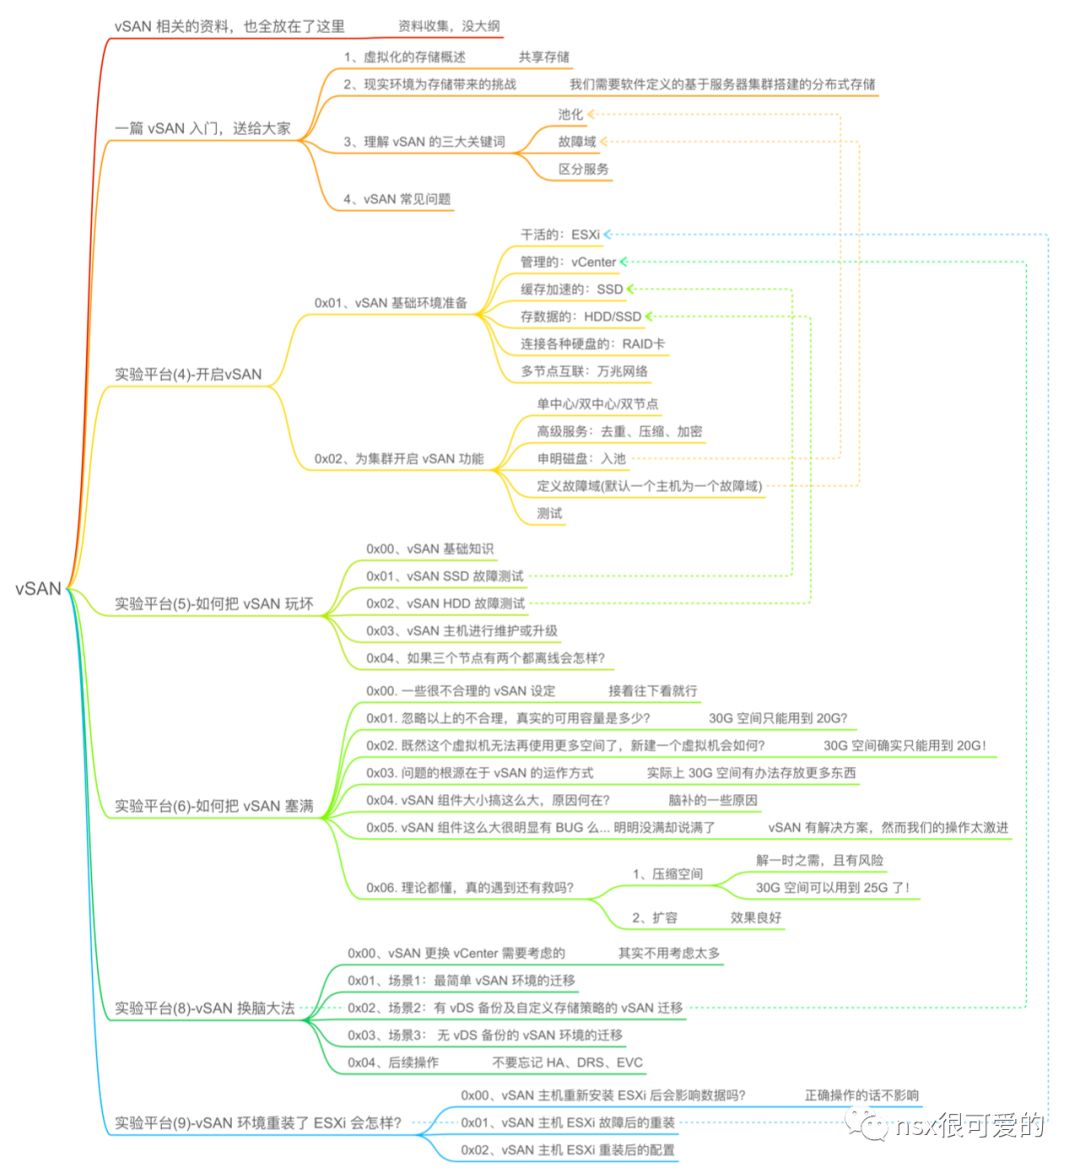 vSAN 相关的资料，也全放在了这里
资料收集，没大纲
一篇 vSAN 入门，送给大家
1、虚拟化的存储概述
共享存储
2、现实环境为存储带来的挑战
我们需要软件定义的基于服务器集群搭建的分布式存储
3、理解 vSAN 的三大关键词
池化
故障域
区分服务
4、vSAN 常见问题
vSAN
实验平台(4)-开启vSAN
0x01、vSAN 基础环境准备
干活的：ESXi
管理的：vCenter
缓存加速的：SSD
存数据的：HDD/SSD
连接各种硬盘的：RAID卡
多节点互联：万兆网络
0x02、为集群开启 vSAN 功能
单中心/双中心/双节点
高级服务：去重、压缩、加密
申明磁盘：入池
定义故障域(默认一个主机为一个故障域)
测试
实验平台(5)-如何把 vSAN 玩坏
0x00、vSAN 基础知识
0x01、vSAN SSD 故障测试
0x02、vSAN HDD 故障测试
0x03、vSAN 主机进行维护或升级
0x04、如果三个节点有两个都离线会怎样？
实验平台(6)-如何把 vSAN 塞满
0x00. 一些很不合理的 vSAN 设定
接着往下看就行
0x01. 忽略以上的不合理，真实的可用容量是多少？
30G 空间只能用到 20G？
0x02. 既然这个虚拟机无法再使用更多空间了，新建一个虚拟机会如何？
30G 空间确实只能用到 20G！
0x03. 问题的根源在于 vSAN 的运作方式
实际上 30G 空间有办法存放更多东西
0x04. vSAN 组件大小搞这么大，原因何在？
脑补的一些原因
0x05. vSAN 组件这么大很明显有 BUG 么... 明明没满却说满了
vSAN 有解决方案，然而我们的操作太激进
0x06. 理论都懂，真的遇到还有救吗？
1、压缩空间
解一时之需，且有风险
30G 空间可以用到 25G 了！
2、扩容
效果良好
实验平台(8)-vSAN 换脑大法
0x00、vSAN 更换 vCenter 需要考虑的
其实不用考虑太多
0x01、场景1：最简单 vSAN 环境的迁移
0x02、场景2：有 vDS 备份及自定义存储策略的 vSAN 迁移
0x03、场景3： 无 vDS 备份的 vSAN 环境的迁移
0x04、后续操作
不要忘记 HA、DRS、EVC
实验平台(9)-vSAN 环境重装了 ESXi 会怎样？
0x00、vSAN 主机重新安装 ESXi 后会影响数据吗？
正确操作的话不影响
0x01、vSAN 主机 ESXi 故障后的重装
0x02、vSAN 主机 ESXi 重装后的配置
nsx很可爱的